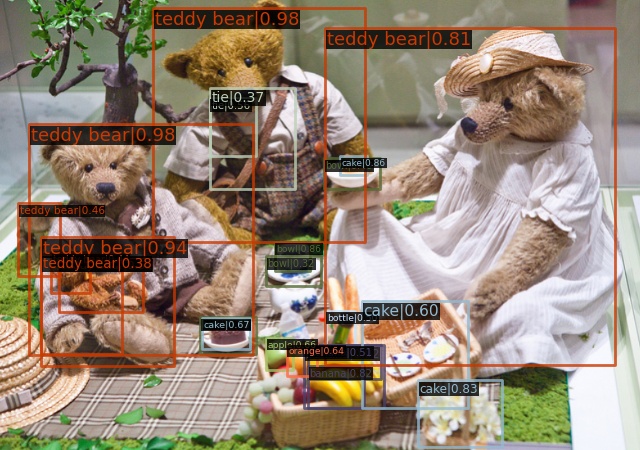 teddy bear|0.98
teddy bear|0.81
tie|0.37
teddy bear|0.98
cake|0.86
teddy bear|0.46
teddy bear|0.94
bowl|0.86
teddy bear|0.38
bowl|0.32
cake|0.60
bottle|0.
cake|0.67
apple|0.66
orange|0.64
banana|0.82
cake|0.83